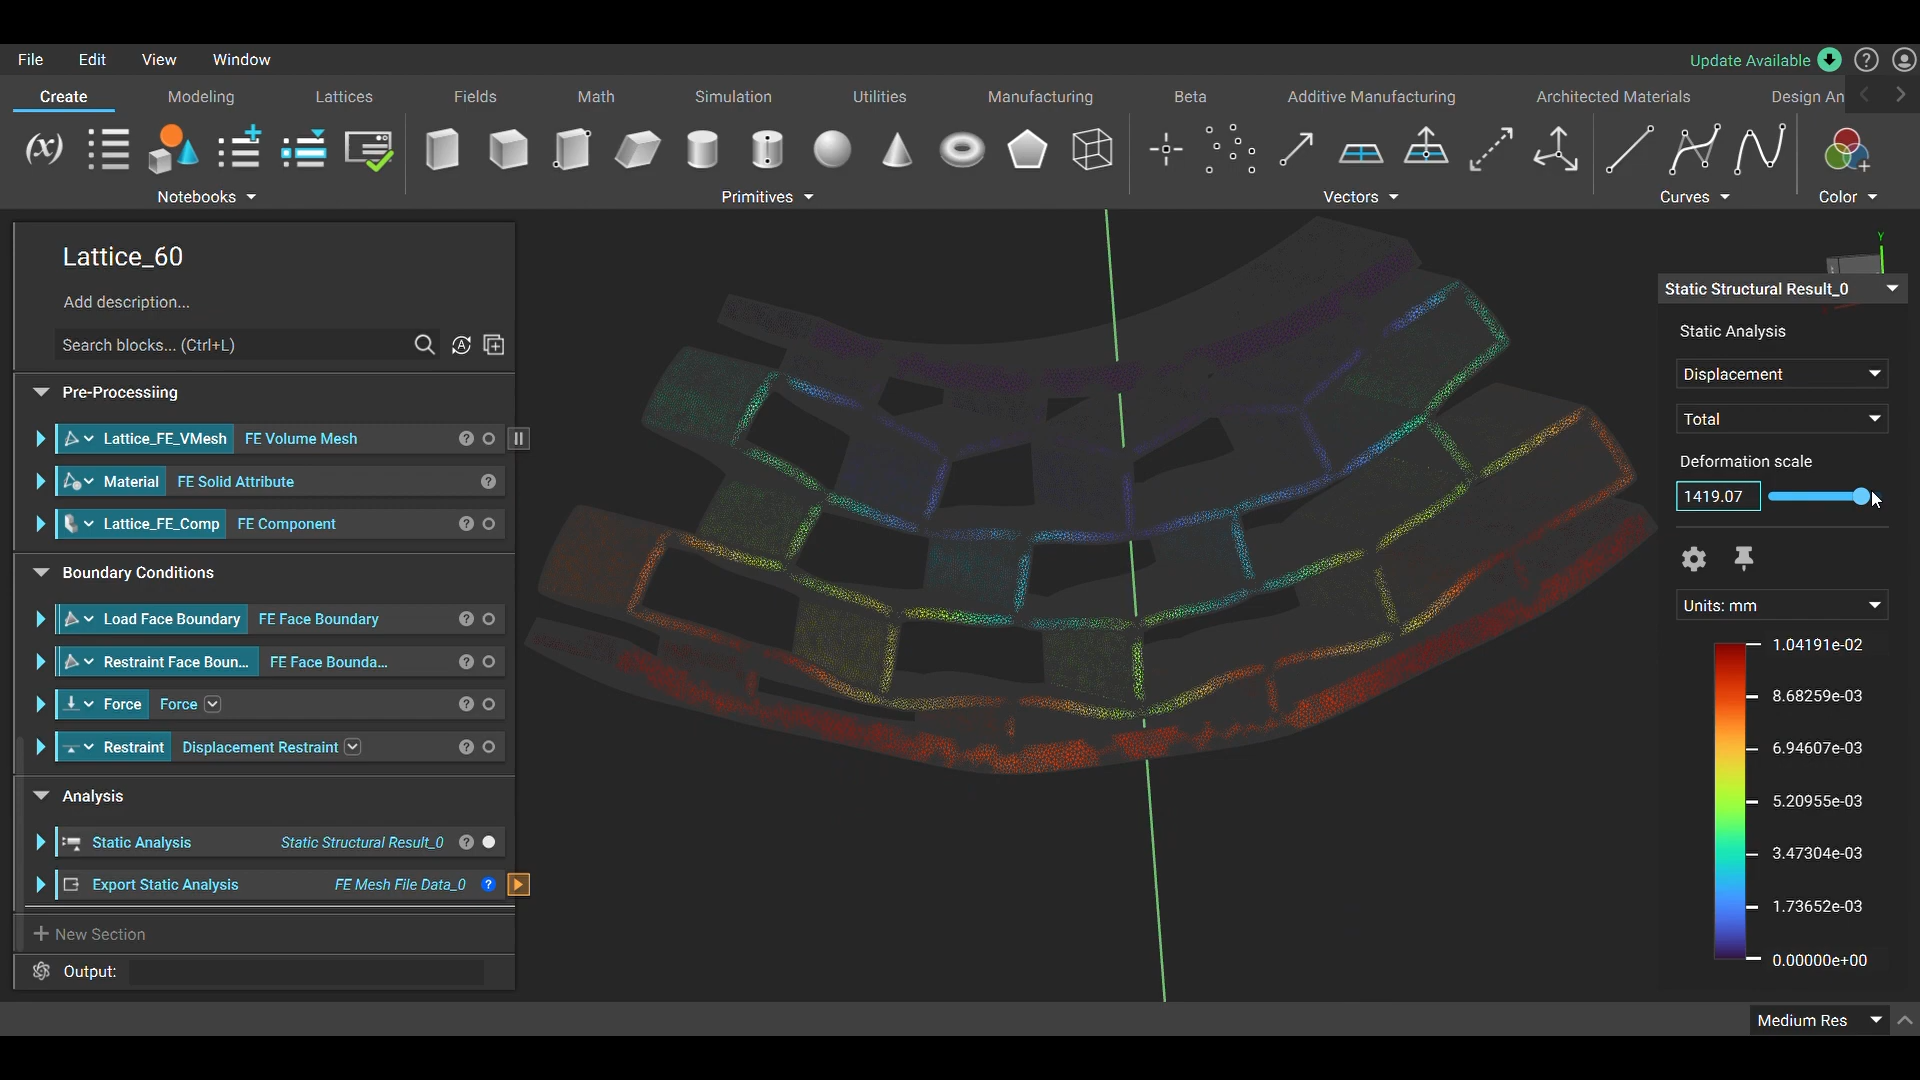 File Edit View Window Update Available
Create Modeling Lattices Fields Math Simulation Utilities Manufacturing Beta Additive Manufacturing Architected Materials Design An
(x)
Notebooks Primitives Vectors Curves Color
Lattice_60
Add description...
Search blocks... (Ctrl+L)
Pre-Processiing
Lattice_FE_VMesh FE Volume Mesh
Material FE Solid Attribute
Lattice_FE_Comp FE Component
Boundary Conditions
Load Face Boundary FE Face Boundary
Restraint Face Boun... FE Face Bounda...
Force Force
Restraint Displacement Restraint
Analysis
Static Analysis Static Structural Result_0
Export Static Analysis FE Mesh File Data_0
New Section
Output:
Y
Static Structural Result_0
Static Analysis
Displacement
Total
Deformation scale
1419.07
Units: mm
1.04191e-02
8.68259e-03
6.94607e-03
5.20955e-03
3.47304e-03
1.73652e-03
0.00000e+00
Medium Res